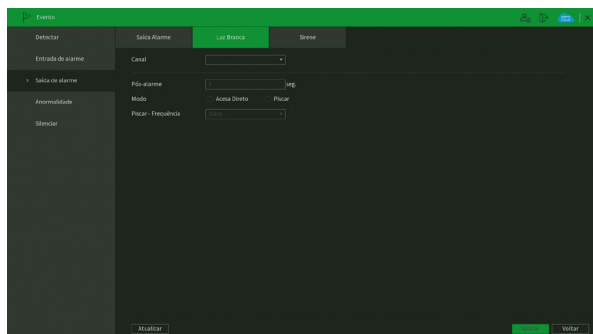 Evento
Detectar
Entrada de alarme
Saída de alarme
Anormalidade
Silenciar
Saída Alarme Luz Branca Sirene
Canal
Pós-alarme seg.
Modo Acesa Direto Piscar
Piscar - Frequência
Atualizar Voltar